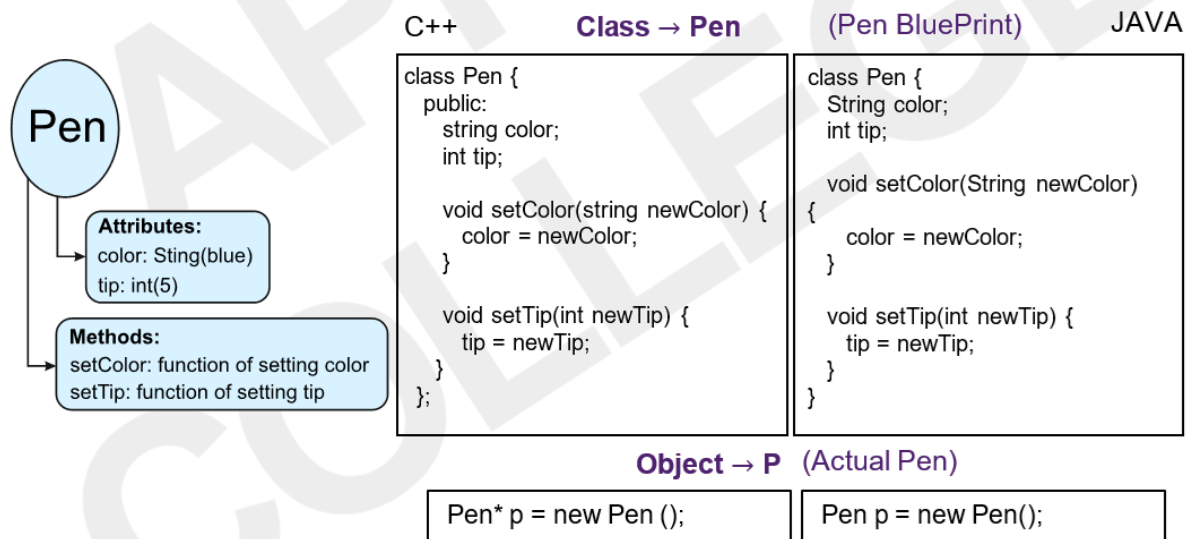 C++ Class → Pen (Pen BluePrint) JAVA
Pen
Attributes:
color: Sting(blue)
tip: int(5)
Methods:
setColor: function of setting color
setTip: function of setting tip
class Pen {
public:
string color;
int tip;
void setColor(string newColor) {
color = newColor;
}
void setTip(int newTip) {
tip = newTip;
}
};
class Pen {
String color;
int tip;
void setColor(String newColor)
{
color = newColor;
}
void setTip(int newTip) {
tip = newTip;
}
}
Object → P (Actual Pen)
Pen* p = new Pen ();
Pen p = new Pen();
COLLEGE